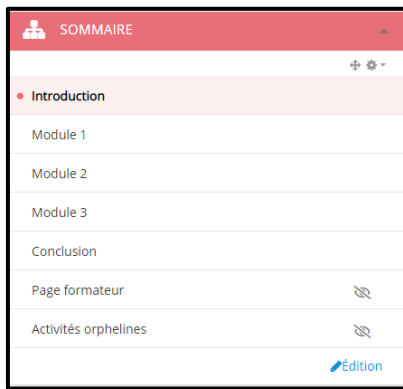 SOMMAIRE
Introduction
Module 1
Module 2
Module 3
Conclusion
Page formateur
Activités orphelines
Édition